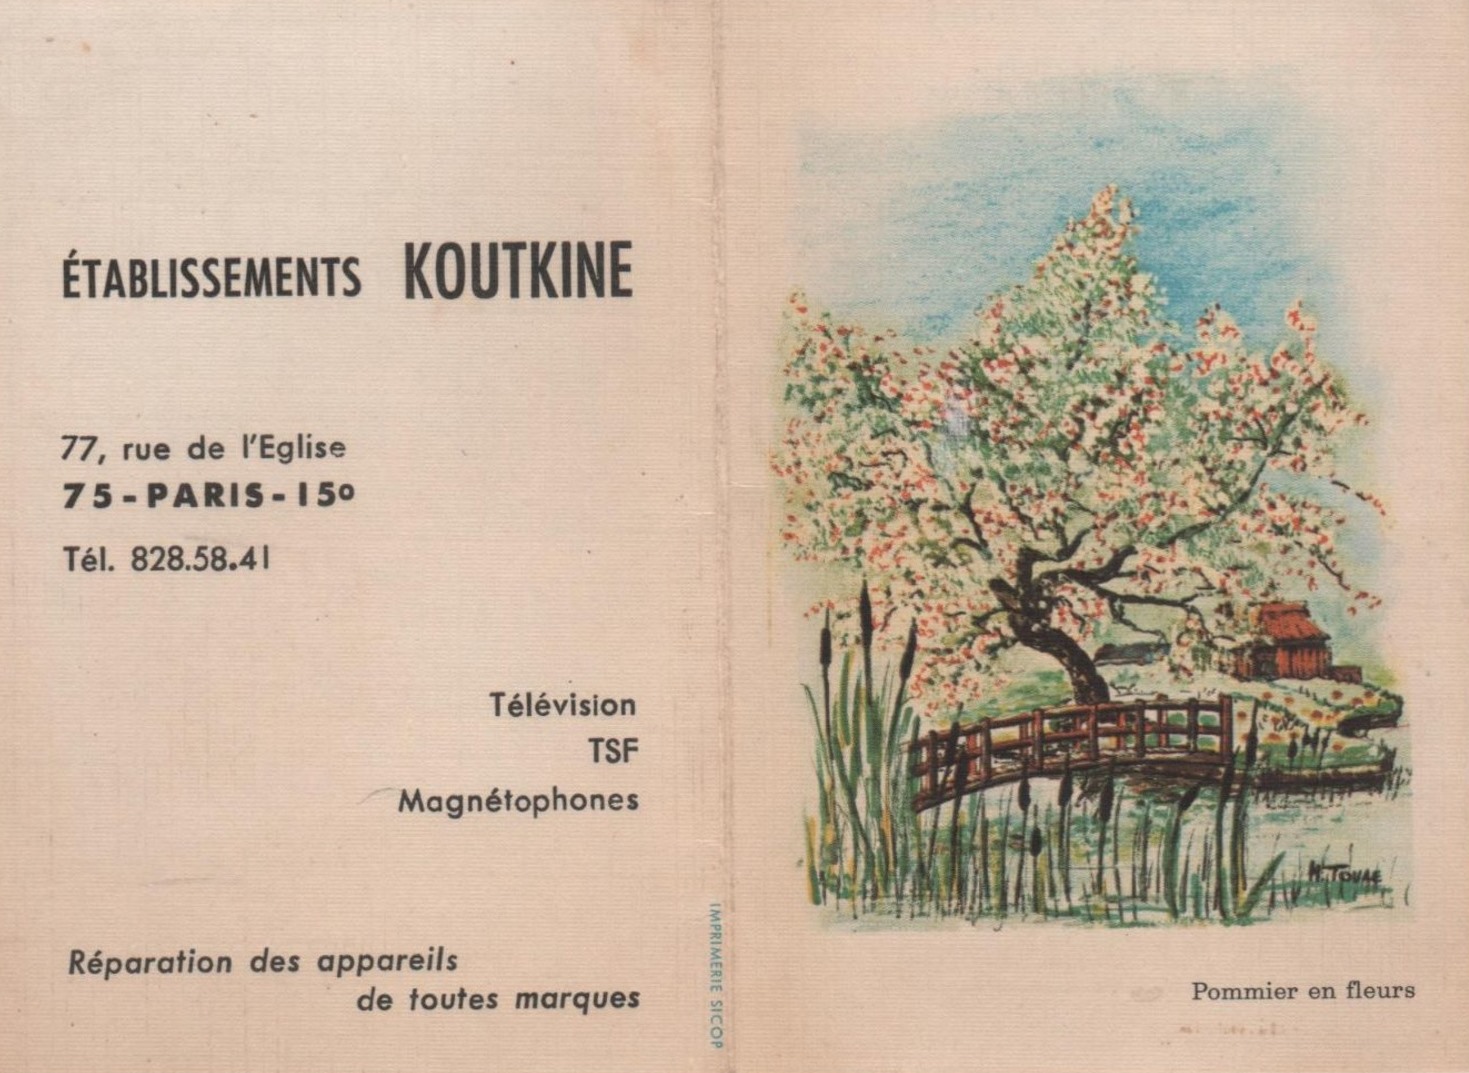 ÉTABLISSEMENTS KOUTKINE
77, rue de l'Eglise
75-PARIS-15º
Tél. 828.58.41
Télévision
TSF
Magnétophones
Réparation des appareils
de toutes marques
IMPRIMERIE SICOP
Pommier en fleurs